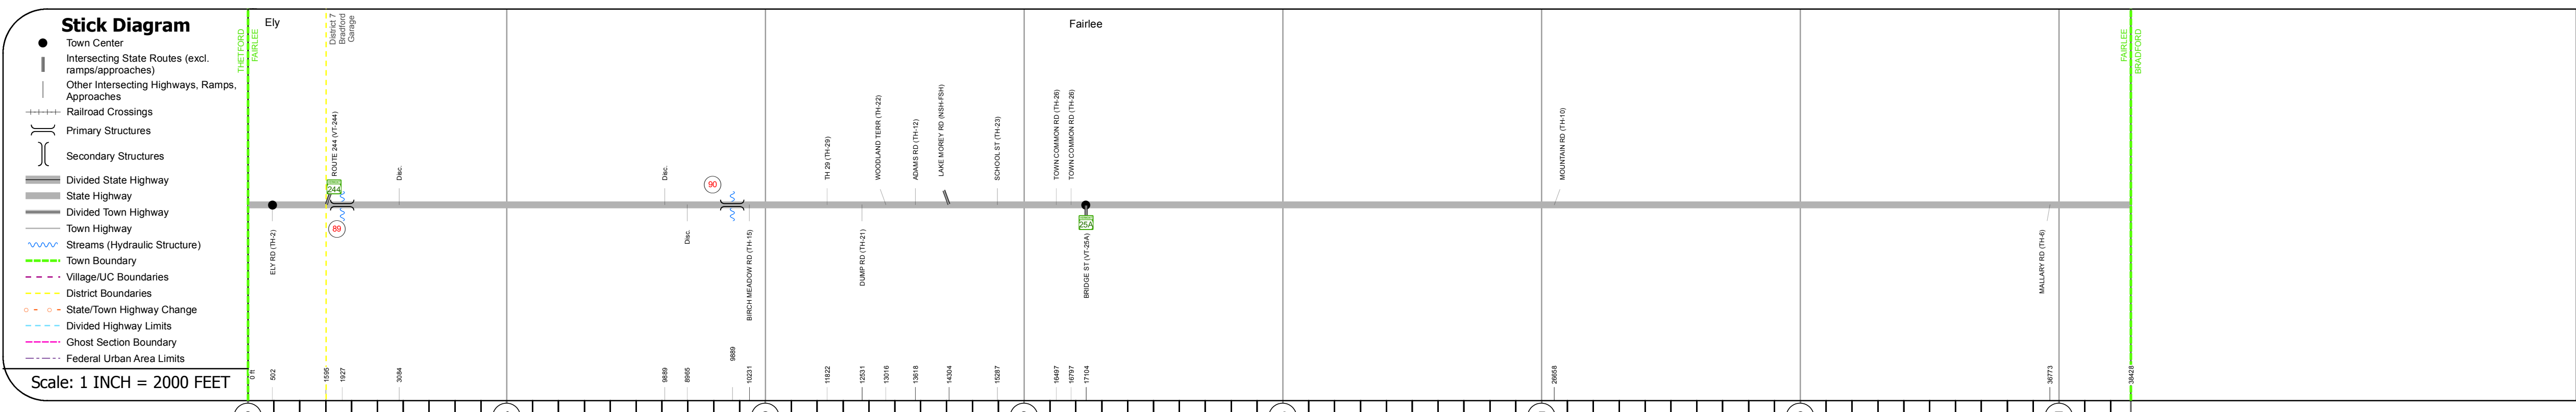 Stick Diagram
Town Center
Intersecting State Routes (excl.
ramps/approaches)
Other Intersecting Highways, Ramps,
Approaches
Railroad Crossings
Primary Structures
Secondary Structures
Divided State Highway
State Highway
Divided Town Highway
Town Highway
Streams (Hydraulic Structure)
Town Boundary
Village/UC Boundaries
District Boundaries
State/Town Highway Change
Divided Highway Limits
Ghost Section Boundary
Federal Urban Area Limits
Scale: 1 INCH = 2000 FEET
THETFORD
FAIRLEE
Ely
District 7
Bradford
Garage
Fairlee
FAIRLEE
BRADFORD
ELY RD (TH-2)
ROUTE 244 (VT-244)
244
89
Disc.
Disc.
Disc.
90
BIRCH MEADOW RD (TH-15)
TH 29 (TH-29)
DUMP RD (TH-21)
WOODLAND TERR (TH-22)
ADAMS RD (TH-12)
LAKE MOREY RD (NSH-FSH)
SCHOOL ST (TH-23)
TOWN COMMON RD (TH-26)
TOWN COMMON RD (TH-26)
25A
BRIDGE ST (VT-25A)
MOUNTAIN RD (TH-10)
MALLARY RD (TH-6)
0 ft
502
1595
1927
3084
9889
8965
9889
10231
11822
12531
13016
13618
14304
15287
16497
16797
17104
26658
36773
38428